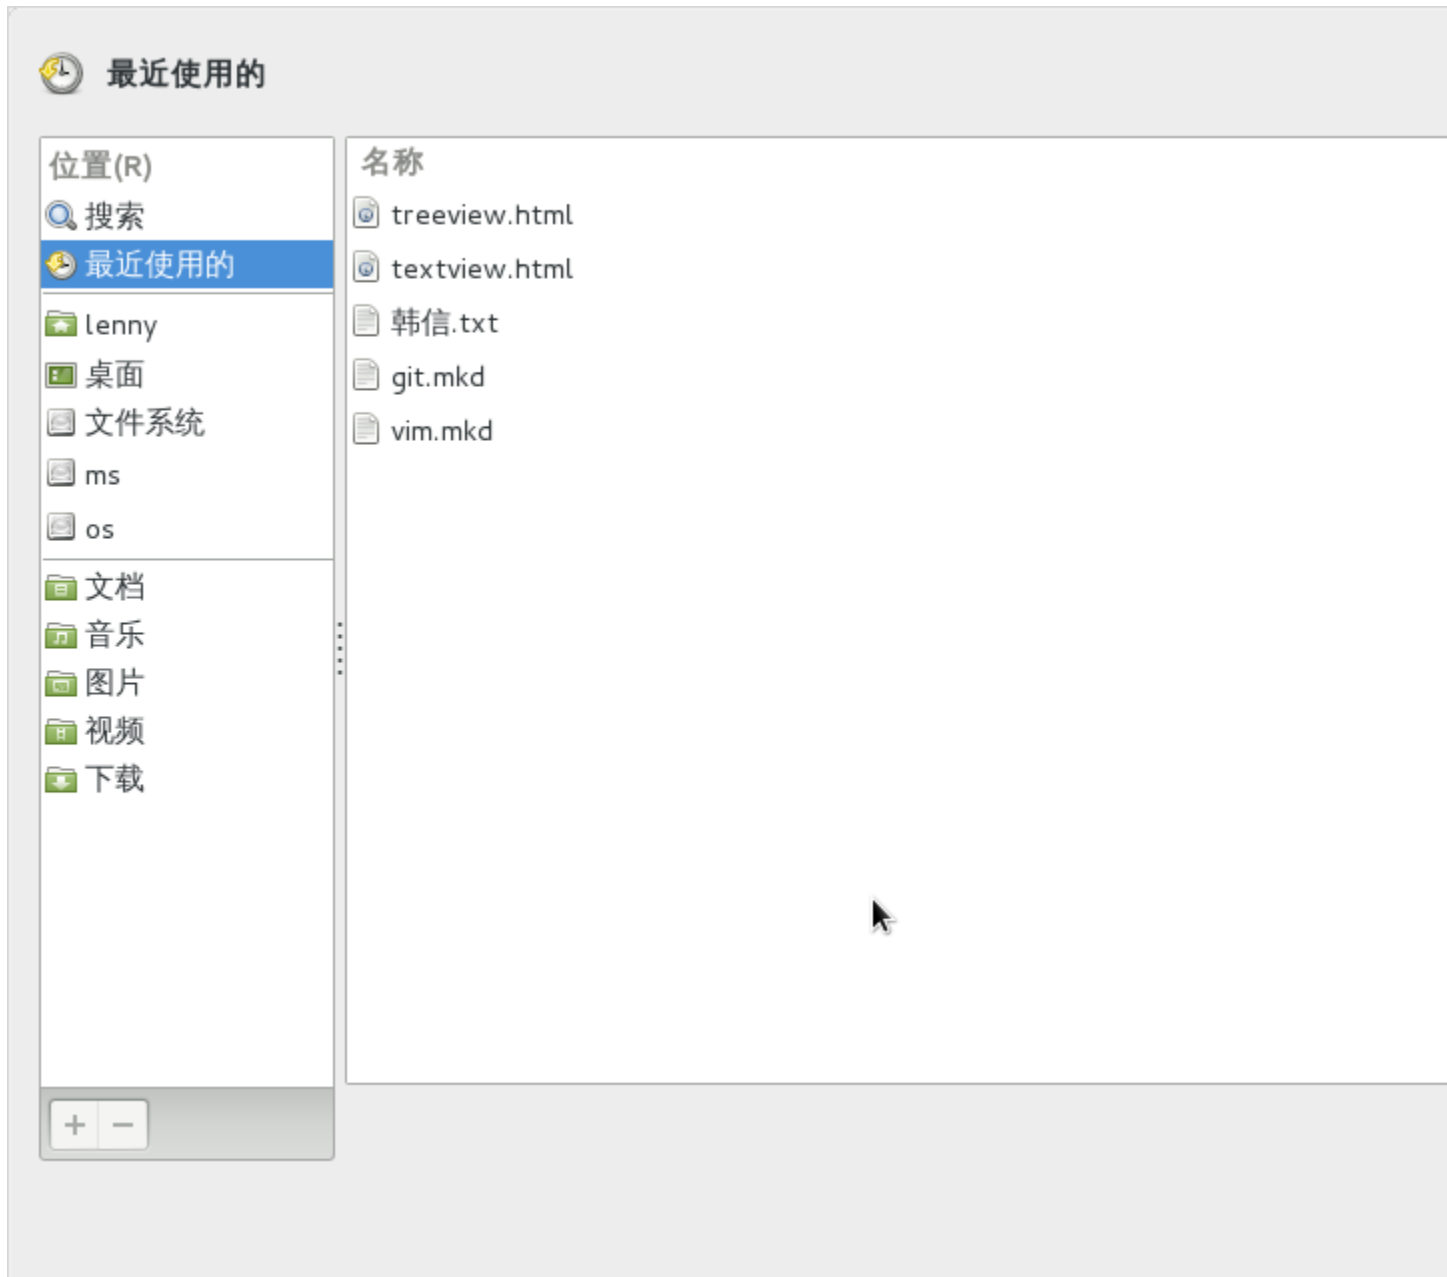 最近使用的
位置(R)
搜索
最近使用的
lenny
桌面
文件系统
ms
os
文档
音乐
图片
视频
下载
名称
treeview.html
textview.html
韩信.txt
git.mkd
vim.mkd